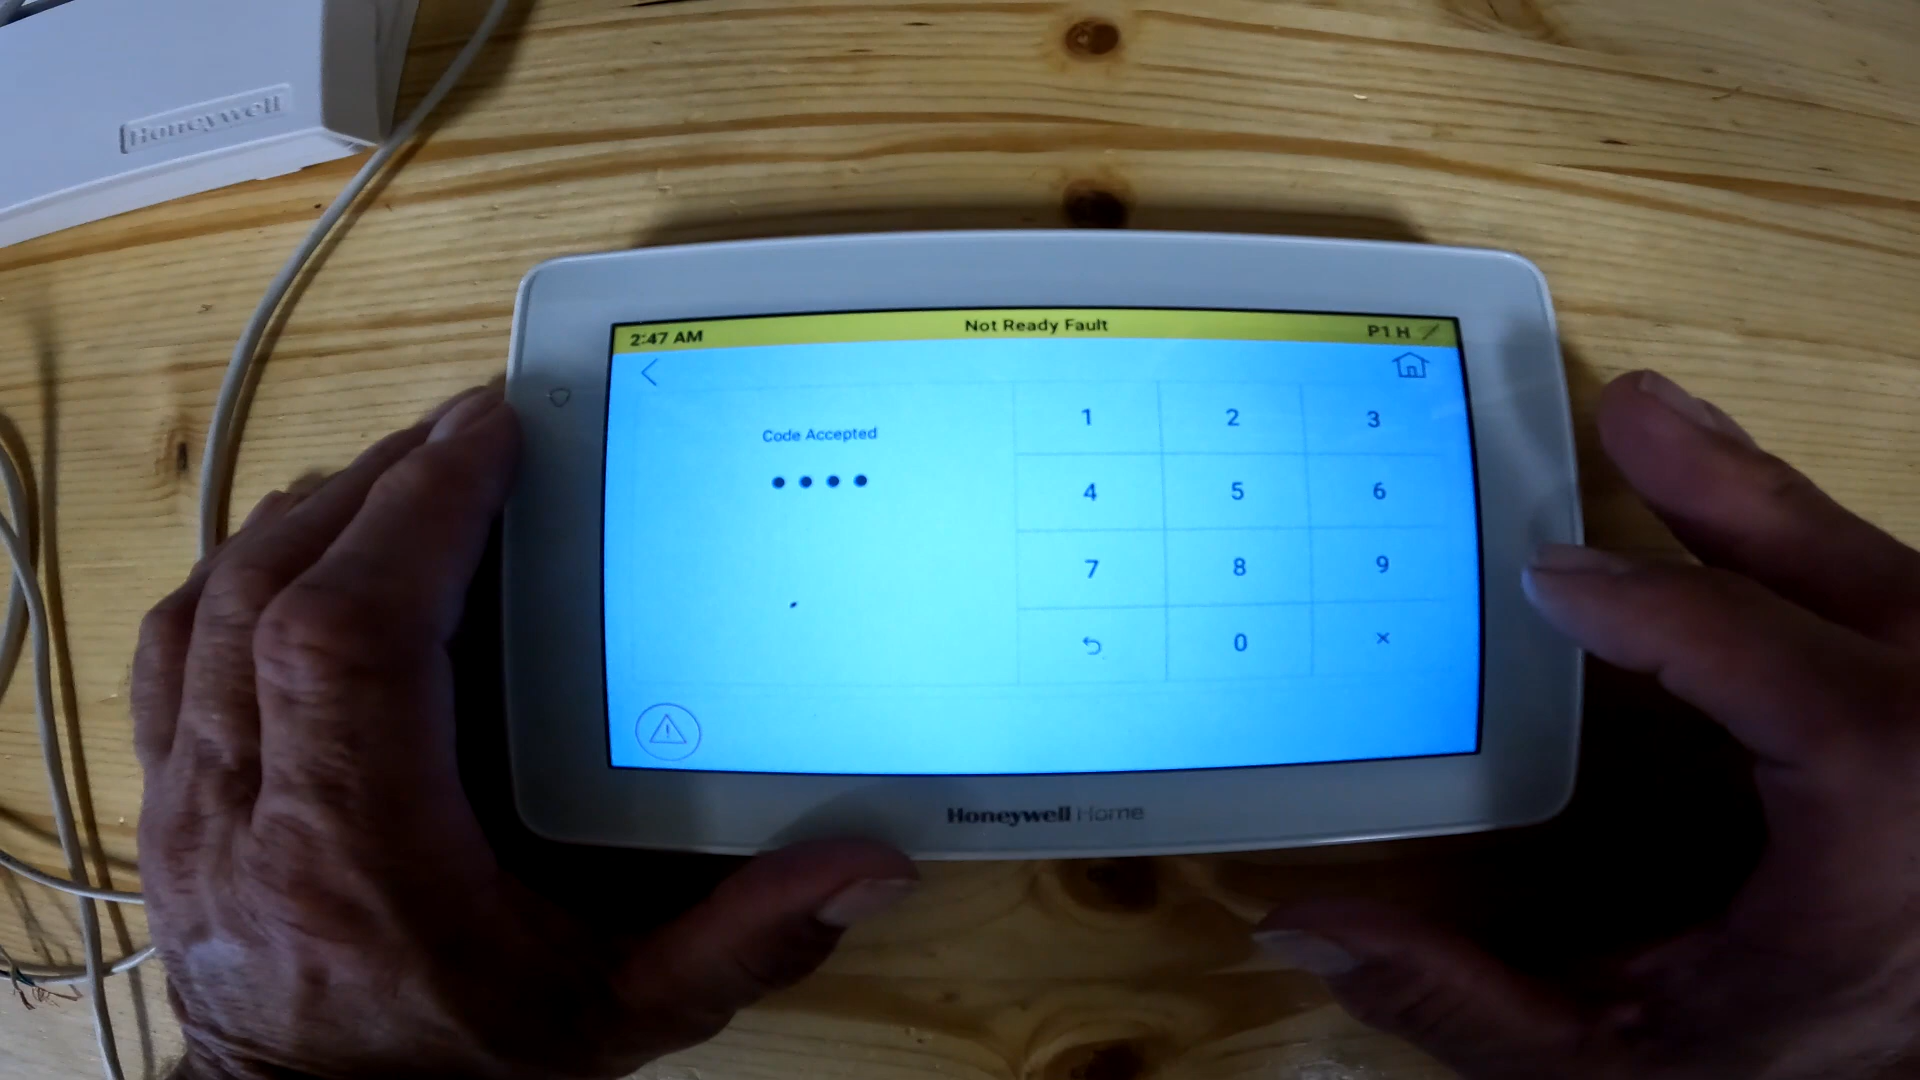 Honeywell
2:47 AM
Not Ready Fault
P1 H
Code Accepted
1 2 3
4 5 6
7 8 9
0 ×
Honeywell Home